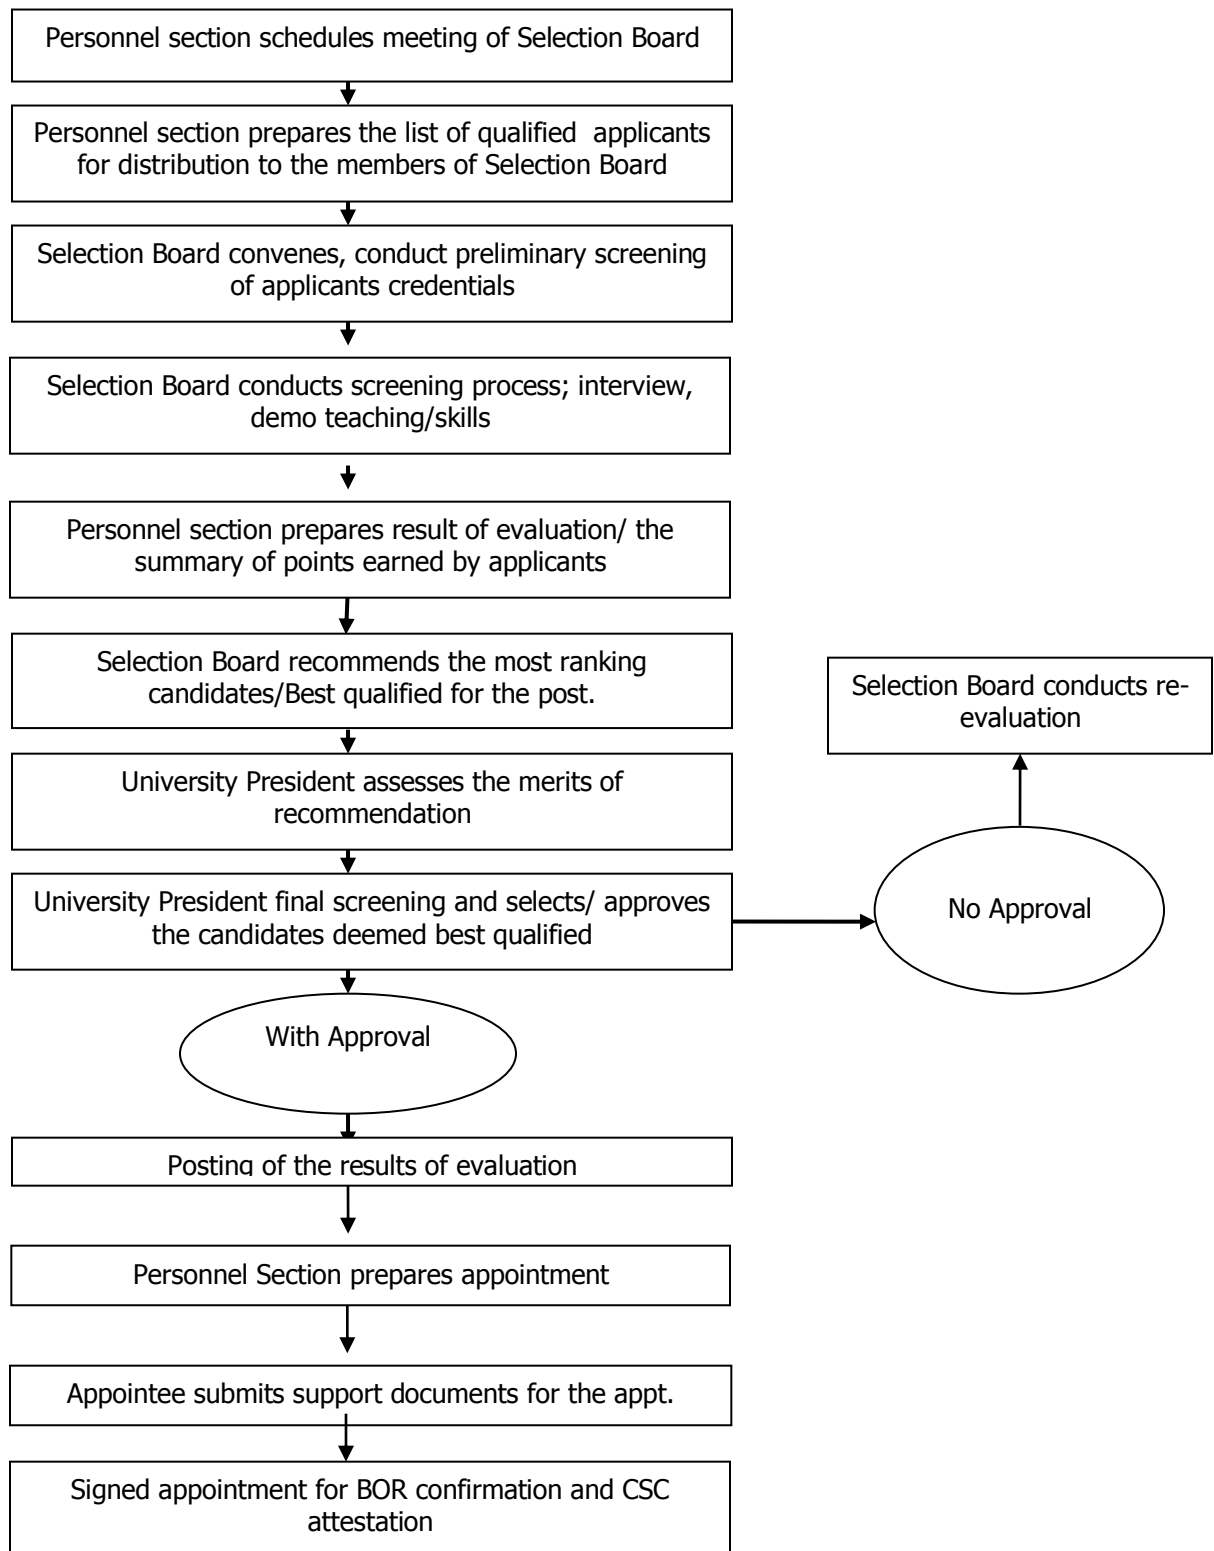 Personnel section schedules meeting of Selection Board
Personnel section prepares the list of qualified applicants
for distribution to the members of Selection Board
Selection Board convenes, conduct preliminary screening
of applicants credentials
Selection Board conducts screening process; interview,
demo teaching/skills
Personnel section prepares result of evaluation/ the
summary of points earned by applicants
Selection Board recommends the most ranking
candidates/Best qualified for the post.
Selection Board conducts re-
evaluation
University President assesses the merits of
recommendation
University President final screening and selects/ approves
the candidates deemed best qualified
No Approval
With Approval
Posting of the results of evaluation
Personnel Section prepares appointment
Appointee submits support documents for the appt.
Signed appointment for BOR confirmation and CSC
attestation